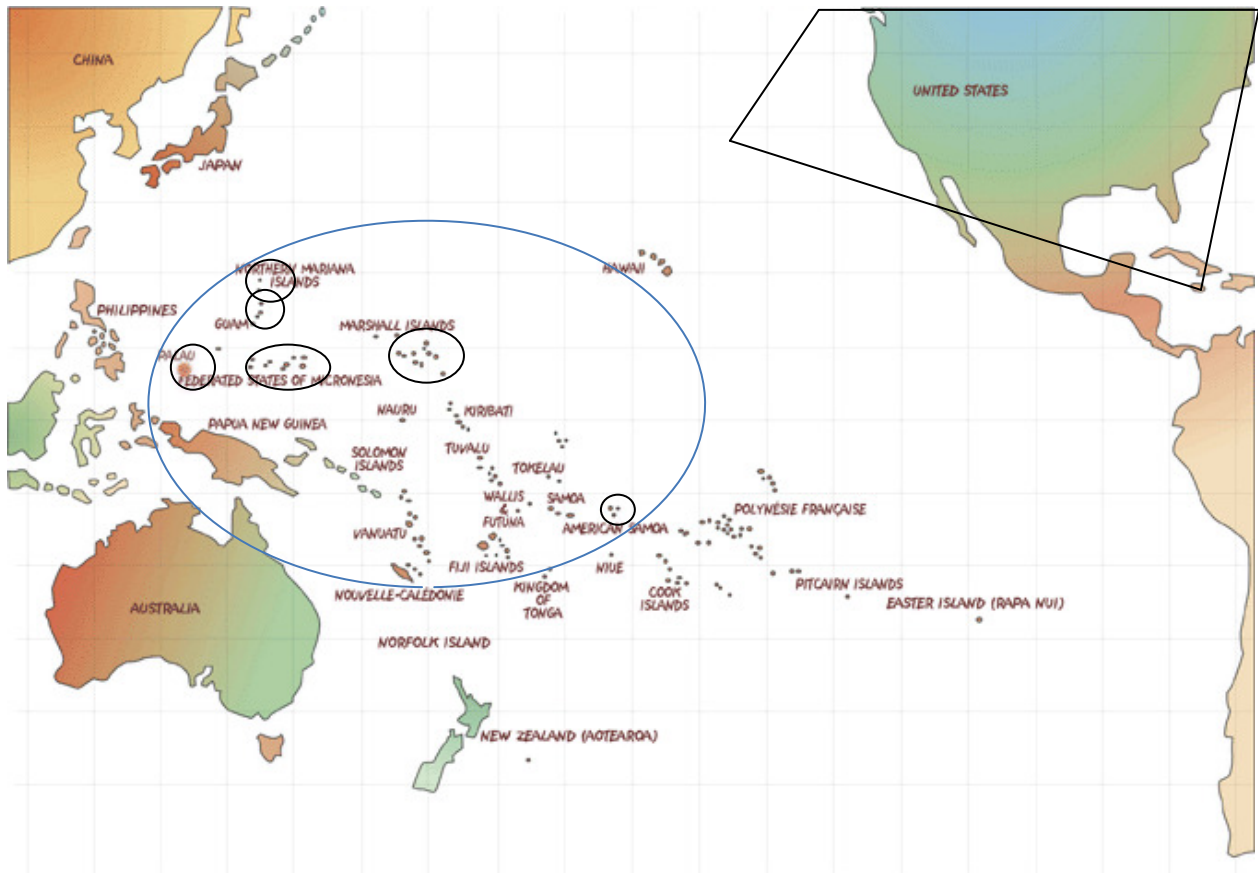 CHINA
UNITED STATES
JAPAN
NORTHERN MARIANA
ISLANDS
HAWAII
PHILIPPINES
GUAM
MARSHALL ISLANDS
PALAU
FEDERATED STATES OF MICRONESIA
NAURU
KIRIBATI
PAPUA NEW GUINEA
SOLOMON
ISLANDS
TUVALU
TOKELAU
WALLIS
&
FUTUNA
SAMOA
AMERICAN SAMOA
POLYNÉSIE FRANÇAISE
VANUATU
FIJI ISLANDS
NIUE
NOUVELLE-CALÉDONIE
KINGDOM
OF
TONGA
COOK
ISLANDS
PITCAIRN ISLANDS
EASTER ISLAND (RAPA NUI)
AUSTRALIA
NORFOLK ISLAND
NEW ZEALAND (AOTEAROA)